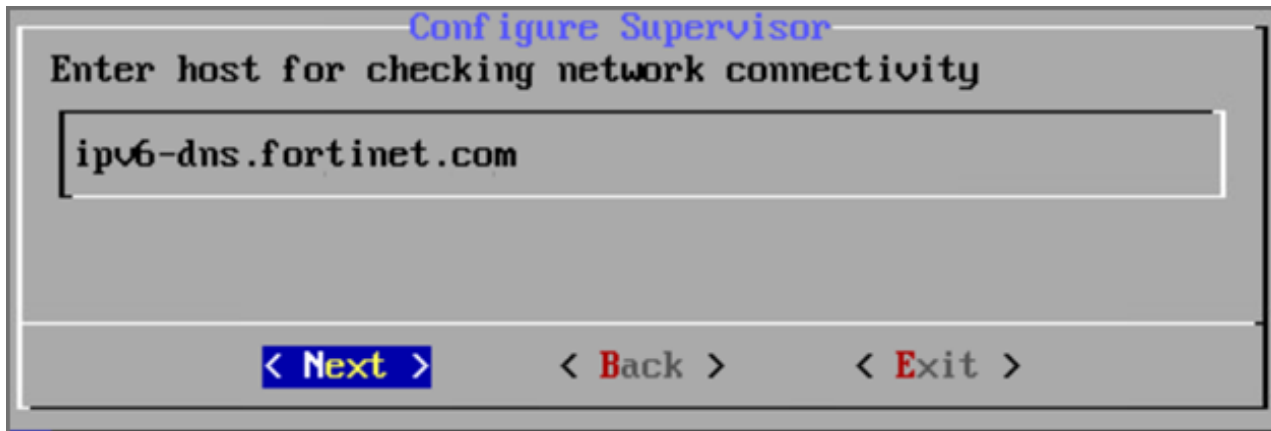 Configure Supervisor
Enter host for checking network connectivity
ipv6-dns.fortinet.com
< Next > < Back > < Exit >